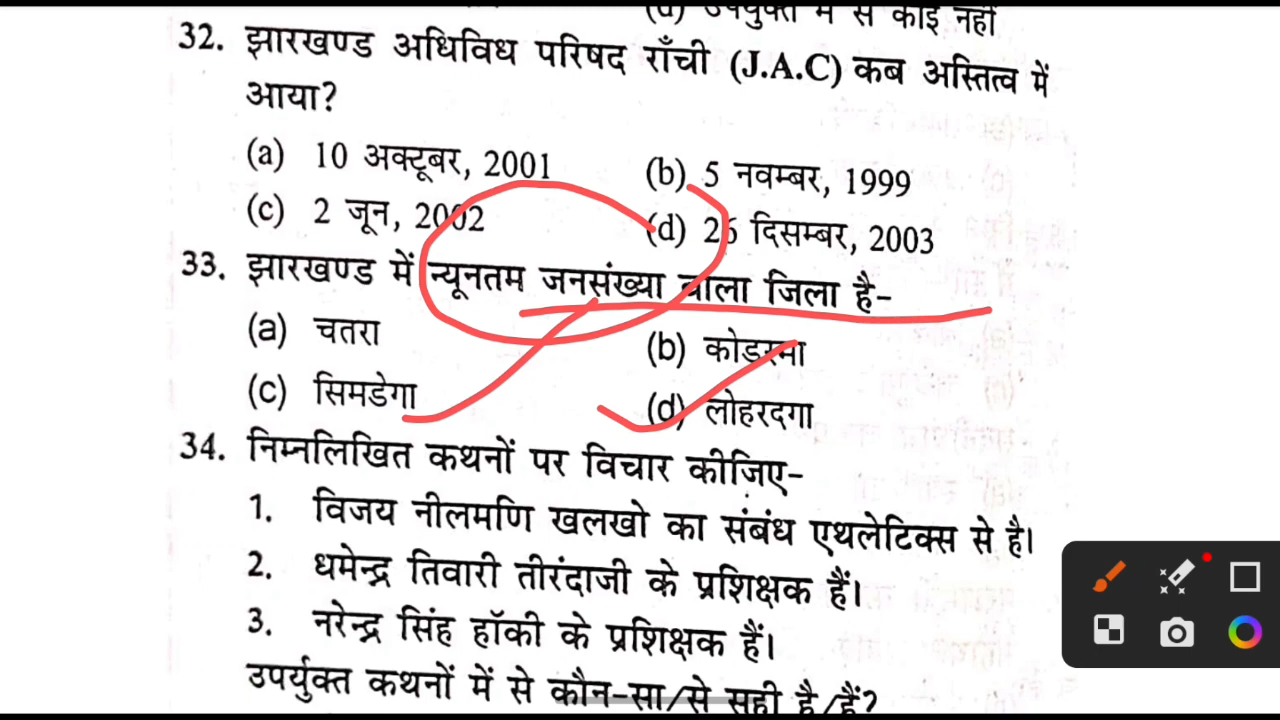 (d) उपर्युक्त में से कोई नहीं
32. झारखण्ड अधिविध परिषद राँची (J.A.C) कब अस्तित्व में
आया?
(a) 10 अक्टूबर, 2001 (b) 5 नवम्बर, 1999
(c) 2 जून, 2002 (d) 26 दिसम्बर, 2003
33. झारखण्ड में न्यूनतम जनसंख्या वाला जिला है-
(a) चतरा (b) कोडरमा
(c) सिमडेगा (d) लोहरदगा
34. निम्नलिखित कथनों पर विचार कीजिए-
1. विजय नीलमणि खलखो का संबंध एथलेटिक्स से है।
2. धमेन्द्र तिवारी तीरंदाजी के प्रशिक्षक हैं।
3. नरेन्द्र सिंह हॉकी के प्रशिक्षक हैं।
उपर्युक्त कथनों में से कौन-सा/से सही है/हैं?